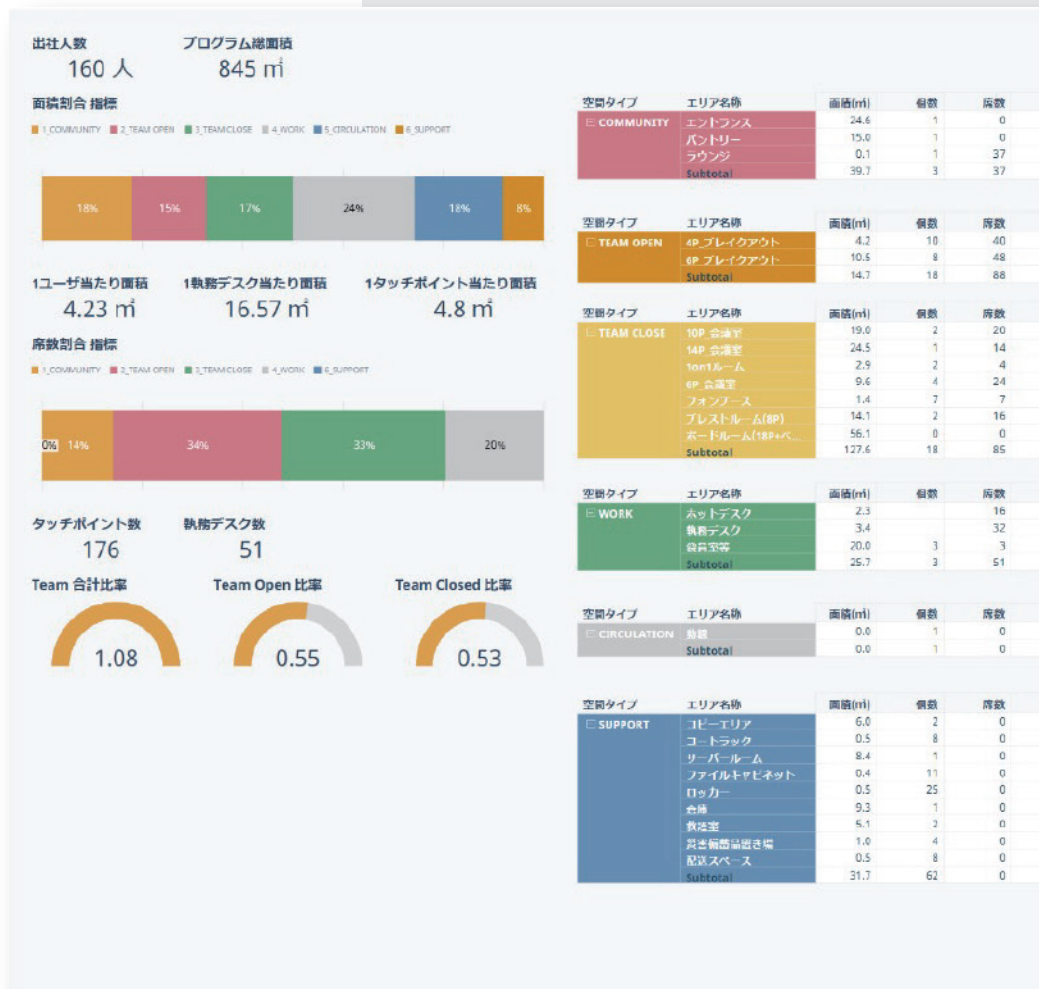 出社人数 プログラム総面積
160 人 845 ㎡
面積割合 指標
1_COMMUNITY 2_TEAM OPEN 3_TEAMCLOSE 4_WORK 5_CIRCULATION 6_SUPPORT
18% 15% 17% 24% 18% 8%
1ユーザ当たり面積 1執務デスク当たり面積 1タッチポイント当たり面積
4.23 ㎡ 16.57 ㎡ 4.8 ㎡
席数割合 指標
1_COMMUNITY 2_TEAM OPEN 3_TEAMCLOSE 4_WORK 6_SUPPORT
0% 14% 34% 33% 20%
タッチポイント数 執務デスク数
176 51
Team 合計比率 Team Open 比率 Team Closed 比率
1.08 0.55 0.53
空間タイプ エリア名称 面積(㎡) 個数 席数
COMMUNITY エントランス 24.6 1 0
パントリー 15.0 1 0
ラウンジ 0.1 1 37
Subtotal 39.7 3 37
空間タイプ エリア名称 面積(㎡) 個数 席数
TEAM OPEN 4P_ブレイクアウト 4.2 10 40
6P_ブレイクアウト 10.5 8 48
Subtotal 14.7 18 88
空間タイプ エリア名称 面積(㎡) 個数 席数
TEAM CLOSE 10P_会議室 19.0 2 20
14P_会議室 24.5 1 14
1on1ルーム 2.9 2 4
6P_会議室 9.6 4 24
フォンブース 1.4 7 7
ブレストルーム(8P) 14.1 2 16
ボードルーム(18P+ベ... 56.1 0 0
Subtotal 127.6 18 85
空間タイプ エリア名称 面積(㎡) 個数 席数
WORK ホットデスク 2.3 16
執務デスク 3.4 32
役員室等 20.0 3 3
Subtotal 25.7 3 51
空間タイプ エリア名称 面積(㎡) 個数 席数
CIRCULATION 動線 0.0 1 0
Subtotal 0.0 1 0
空間タイプ エリア名称 面積(㎡) 個数 席数
SUPPORT コピーエリア 6.0 2 0
コートラック 0.5 8 0
サーバールーム 8.4 1 0
ファイルキャビネット 0.4 11 0
ロッカー 0.5 25 0
倉庫 9.3 1 0
救護室 5.1 2 0
災害備蓄品置き場 1.0 4 0
配送スペース 0.5 8 0
Subtotal 31.7 62 0